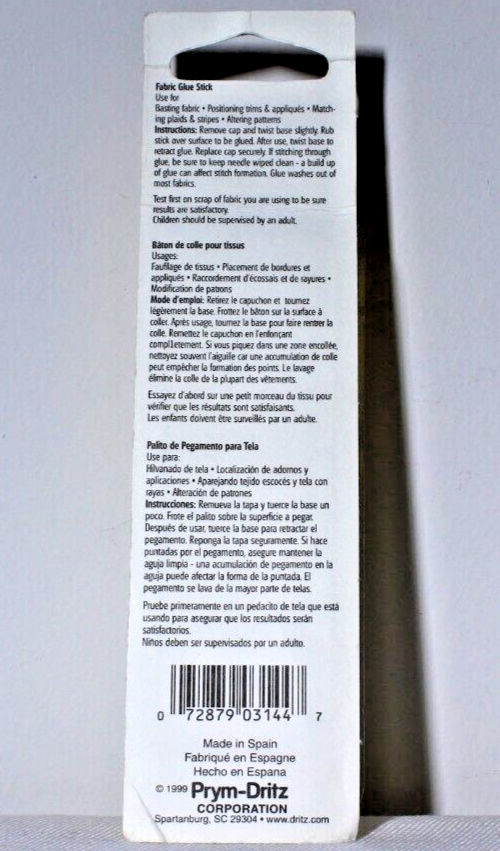 Fabric Glue Stick
Use for
Basting fabric • Positioning trims & appliqués • Match-
ing plaids & stripes • Altering patterns
Instructions: Remove cap and twist base slightly. Rub
stick over surface to be glued. After use, twist base to
retract glue. Replace cap securely. If stitching through
glue, be sure to keep needle wiped clean - a build up
of glue can affect stitch formation. Glue washes out of
most fabrics.
Test first on scrap of fabric you are using to be sure
results are satisfactory.
Children should be supervised by an adult.
Bâton de colle pour tissus
Usages:
Faufilage de tissus • Placement de bordures et
appliqués • Raccordement d'écossais et de rayures •
Modification de patrons
Mode d'emploi: Retirez le capuchon et tournez
légèrement la base. Frottez le bâton sur la surface à
coller. Après usage, tournez la base pour faire rentrer la
colle. Remettez le capuchon en l'enfonçant
complletement. Si vous piquez dans une zone encollée,
nettoyez souvent l'aiguille car une accumulation de colle
peut empêcher la formation des points. Le lavage
élimine la colle de la plupart des vêtements.
Essayez d'abord sur une petit morceau du tissu pour
vérifier que les résultats sont satisfaisants.
Les enfants doivent être surveillés par un adulte.
Palito de Pegamento para Tela
Use para:
Hilvanado de tela • Localización de adornos y
aplicaciones • Aparejando tejido escocés y tela con
rayas • Alteración de patrones
Instrucciones: Remueva la tapa y tuerce la base un
poco. Frote el palito sobre la superficie a pegar.
Después de usar, tuerce la base para retractar el
pegamento. Reponga la tapa seguramente. Si hace
puntadas por el pegamento, asegure mantener la
aguja limpia - una acumulación de pegamento en la
aguja puede afectar la forma de la puntada. El
pegamento se lava de la mayor parte de telas.
Pruebe primeramente en un pedacito de tela que está
usando para asegurar que los resultados serán
satisfactorios.
Niños deben ser supervisados por un adulto.
0 72879 03144 7
Made in Spain
Fabriqué en Espagne
Hecho en Espana
© 1999 Prym-Dritz
CORPORATION
Spartanburg, SC 29304 • www.dritz.com